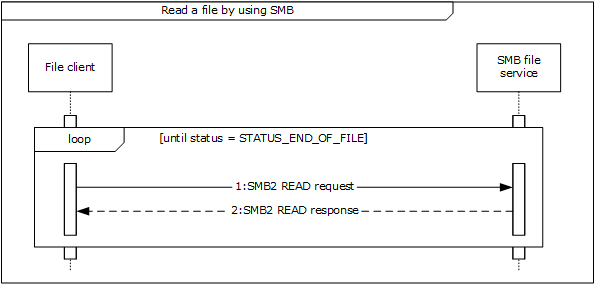 Read a file by using SMB
File client
SMB file
service
loop
[until status = STATUS_END_OF_FILE]
1:SMB2 READ request
2:SMB2 READ response